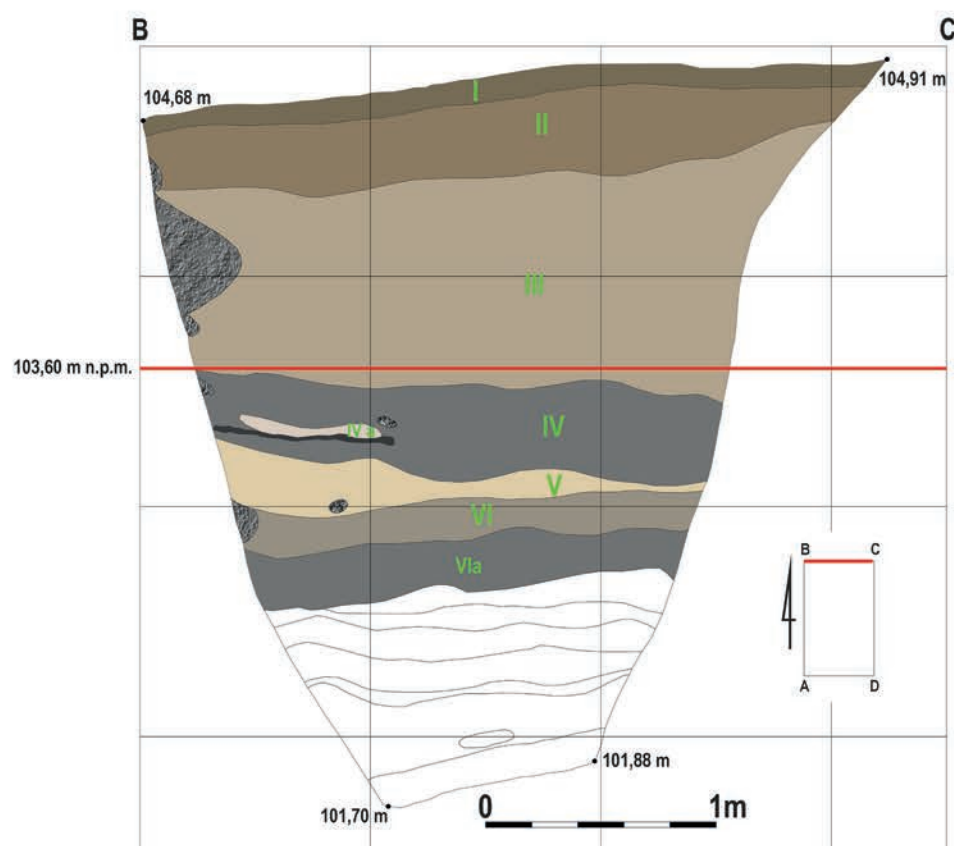 B
C
104,68 m
104,91 m
I
II
III
103,60 m n.p.m.
IV
IV a
V
VI
VIa
B C
A D
101,88 m
101,70 m
0 1m